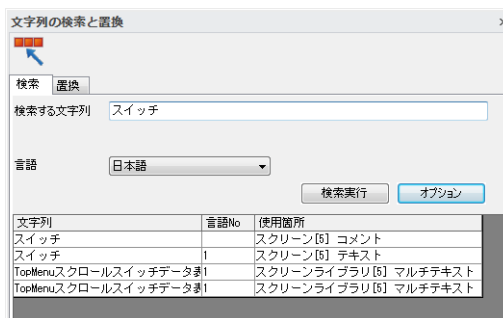 文字列の検索と置換
検索 置換
検索する文字列 スイッチ
言語 日本語
検索実行 オプション
文字列 言語No 使用箇所
スイッチ スクリーン[5] コメント
スイッチ 1 スクリーン[5] テキスト
TopMenuスクロールスイッチデータ表 1 スクリーンライブラリ[5] マルチテキスト
TopMenuスクロールスイッチデータ表 1 スクリーンライブラリ[5] マルチテキスト